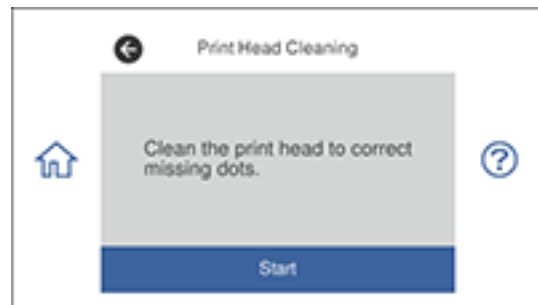 Print Head Cleaning
Clean the print head to correct
missing dots.
Start